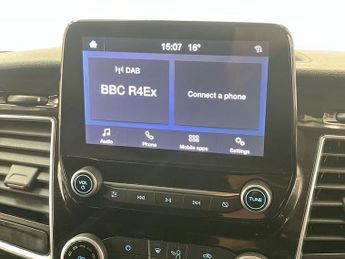 15:07 16°
DAB
BBC R4Ex
Connect a phone
Audio
Phone
Mobile apps
Settings
VOL
TUNE